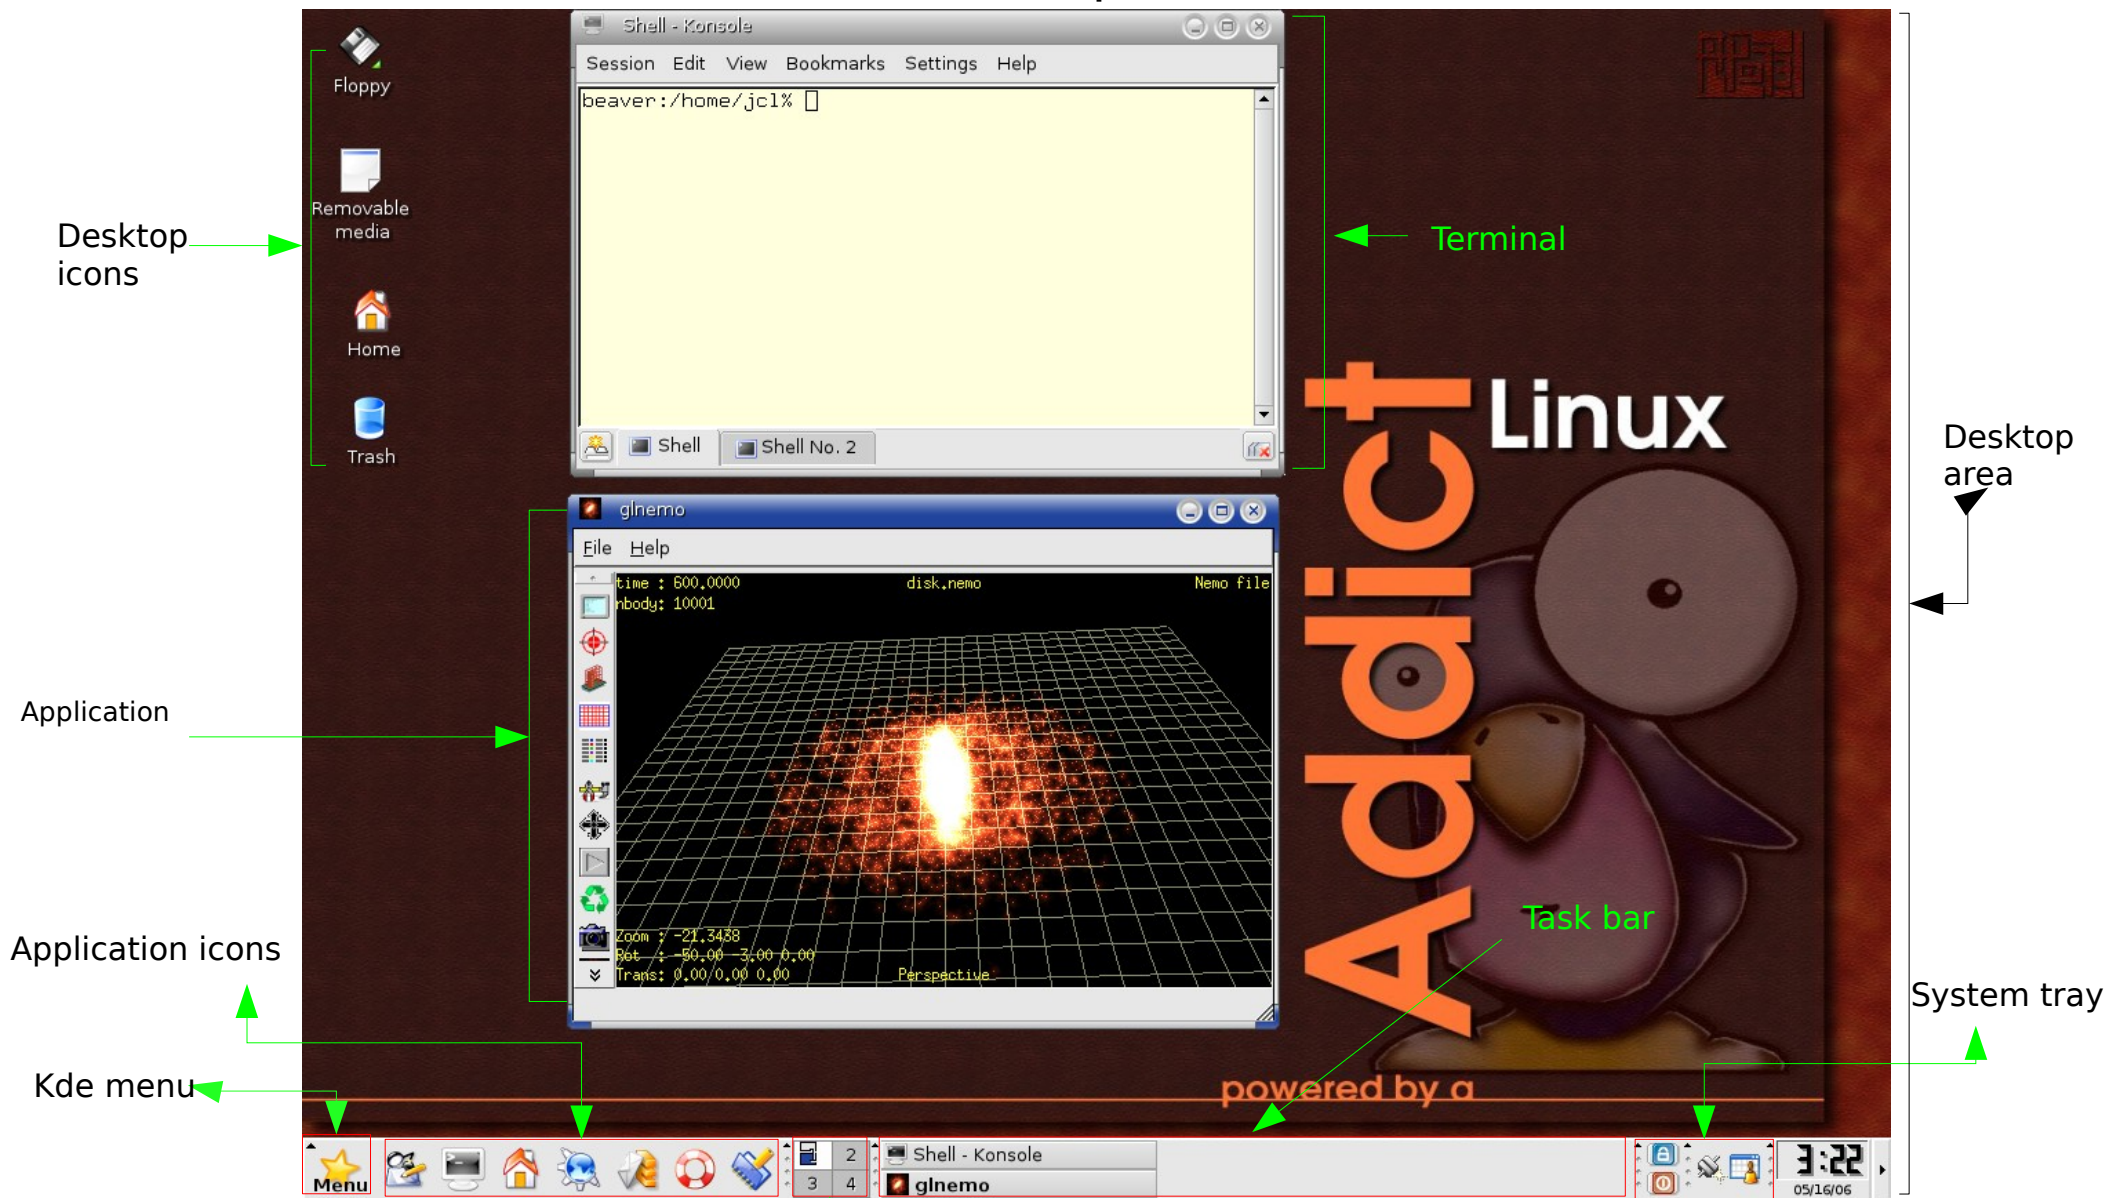 Floppy
Removable
media
Home
Trash
Desktop
icons
Shell - Konsole
Session Edit View Bookmarks Settings Help
beaver:/home/jcl%
Shell
Shell No. 2
Terminal
Addict
Linux
Desktop
area
glnemo
File Help
time : 600.0000
disk.nemo
Nemo file
nbody: 10001
Zoom : -21.3438
Rot : -50.00 -3.00 0.00
Trans: 0.00 0.00 0.00
Perspective
Application
Application icons
Kde menu
Task bar
System tray
powered by a
Menu
2
3 4
Shell - Konsole
glnemo
3:22
05/16/06